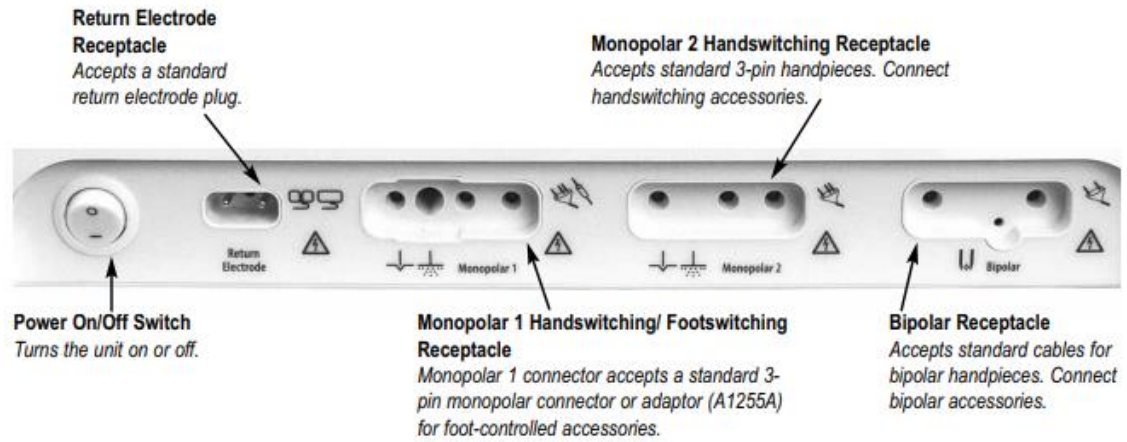 Return Electrode
Receptacle
Accepts a standard
return electrode plug.
Monopolar 2 Handswitching Receptacle
Accepts standard 3-pin handpieces. Connect
handswitching accessories.
Return
Electrode
Monopolar 1
Monopolar 2
Bipolar
Power On/Off Switch
Turns the unit on or off.
Monopolar 1 Handswitching/ Footswitching
Receptacle
Monopolar 1 connector accepts a standard 3-
pin monopolar connector or adaptor (A1255A)
for foot-controlled accessories.
Bipolar Receptacle
Accepts standard cables for
bipolar handpieces. Connect
bipolar accessories.